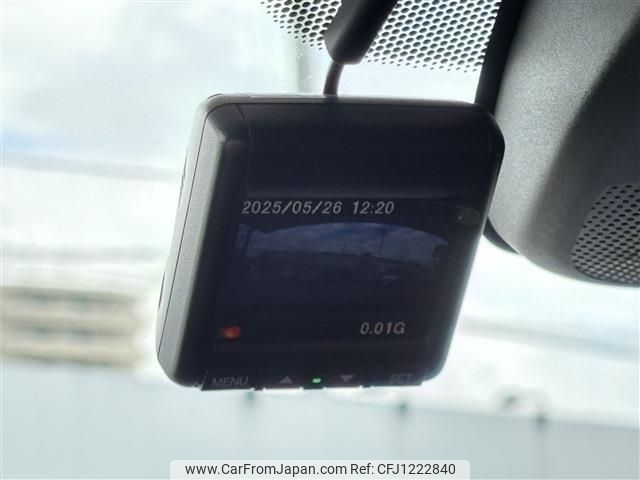 2025/05/26 12:20
0.01G
MENU SET
www.CarFromJapan.com Ref: CFJ1222840